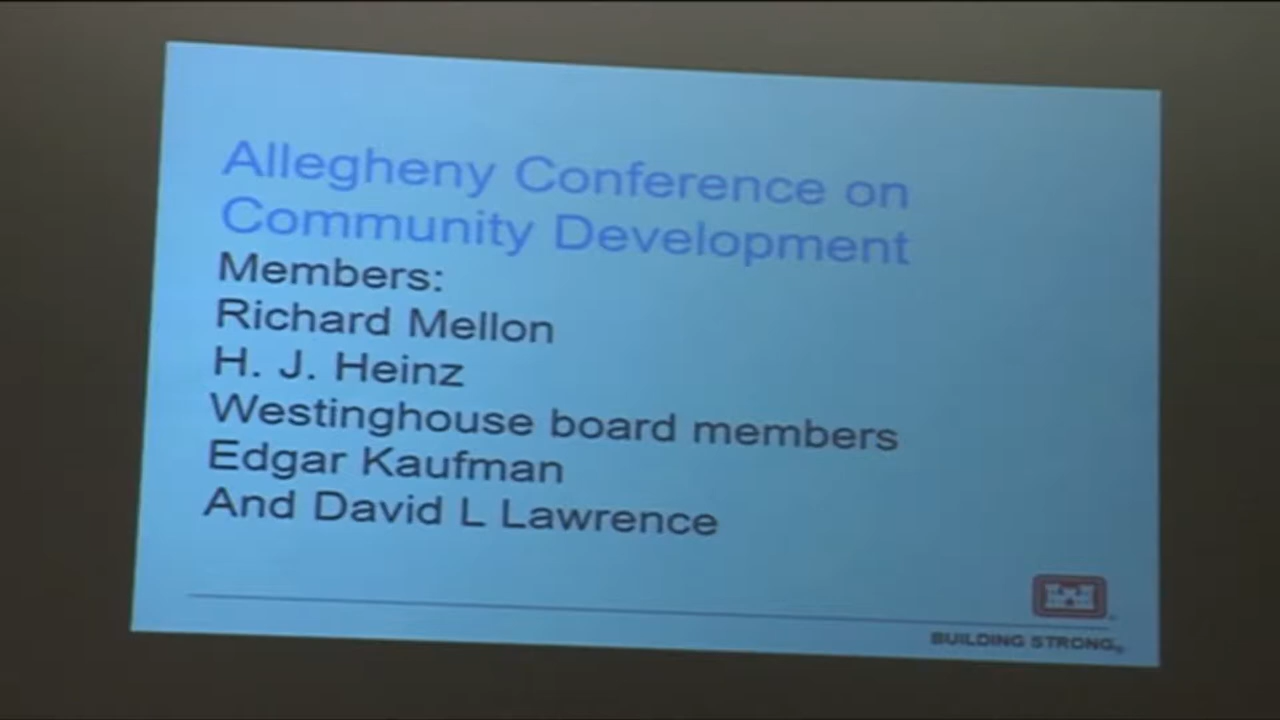 Allegheny Conference on
Community Development
Members:
Richard Mellon
H. J. Heinz
Westinghouse board members
Edgar Kaufman
And David L Lawrence
BUILDING STRONG®